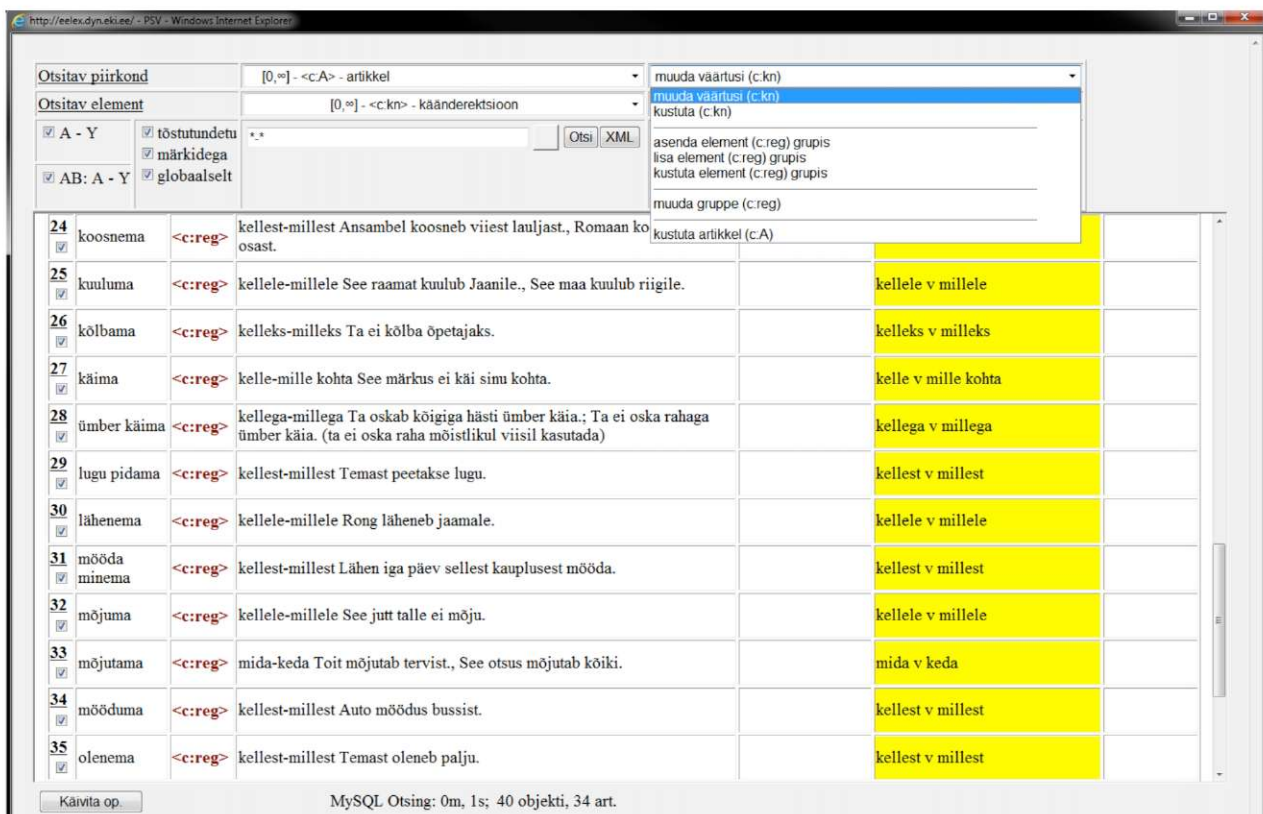 http://eelex.dyn.eki.ee/ - PSV - Windows Internet Explorer
Otsitav piirkond
[0,∞] - <c:A> - artikkel
muuda väärtusi (c:kn)
Otsitav element
[0,∞] - <c:kn> - käänderektsioon
muuda väärtusi (c:kn)
kustuta (c:kn)
asenda element (c:reg) grupis
lisa element (c:reg) grupis
kustuta element (c:reg) grupis
muuda gruppe (c:reg)
kustuta artikkel (c:A)
A - Y
AB: A - Y
tõstutundetu
märkidega
globaalselt
*-*
Otsi XML
24 koosnema <c:reg> kellest-millest Ansambel koosneb viiest lauljast., Romaan ko
osast.
25 kuuluma <c:reg> kellele-millele See raamat kuulub Jaanile., See maa kuulub riigile. kellele v millele
26 kõlbama <c:reg> kelleks-milleks Ta ei kõlba õpetajaks. kelleks v milleks
27 käima <c:reg> kelle-mille kohta See märkus ei käi sinu kohta. kelle v mille kohta
28 ümber käima <c:reg> kellega-millega Ta oskab kõigiga hästi ümber käia.; Ta ei oska rahaga
ümber käia. (ta ei oska raha mõistlikul viisil kasutada) kellega v millega
29 lugu pidama <c:reg> kellest-millest Temast peetakse lugu. kellest v millest
30 lähenema <c:reg> kellele-millele Rong läheneb jaamale. kellele v millele
31 mööda
minema <c:reg> kellest-millest Lähen iga päev sellest kauplusest mööda. kellest v millest
32 mõjuma <c:reg> kellele-millele See jutt talle ei mõju. kellele v millele
33 mõjutama <c:reg> mida-keda Toit mõjutab tervist., See otsus mõjutab kõiki. mida v keda
34 mööduma <c:reg> kellest-millest Auto möödus bussist. kellest v millest
35 olenema <c:reg> kellest-millest Temast oleneb palju. kellest v millest
Käivita op.
MySQL Otsing: 0m, 1s; 40 objekti, 34 art.